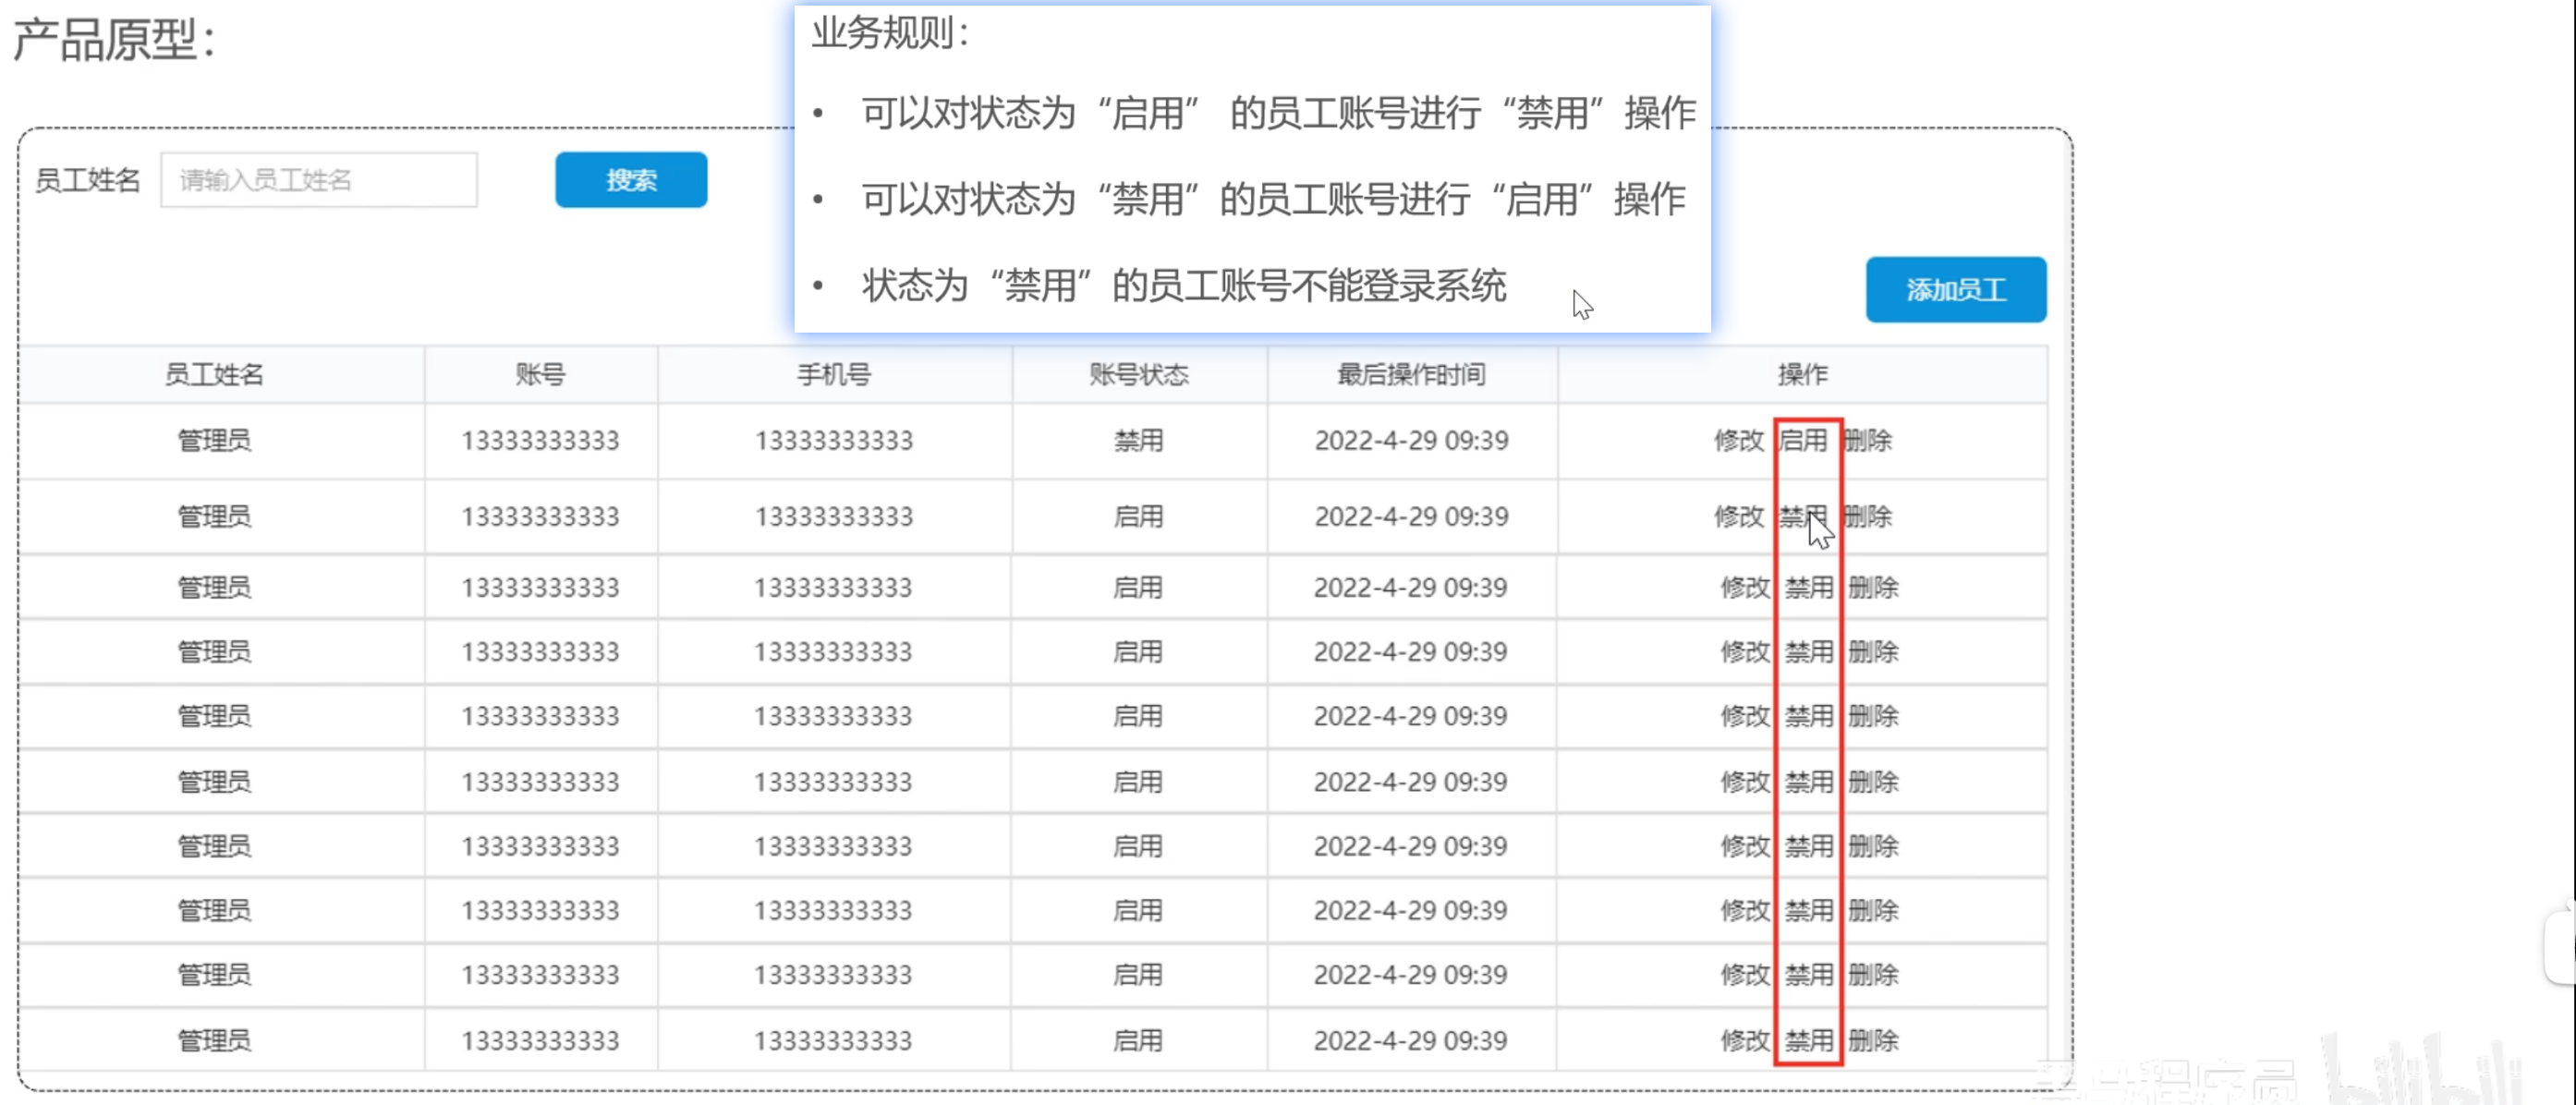 产品原型：
业务规则：
• 可以对状态为“启用” 的员工账号进行“禁用”操作
• 可以对状态为“禁用”的员工账号进行“启用”操作
• 状态为“禁用”的员工账号不能登录系统
员工姓名 请输入员工姓名 搜索
添加员工
员工姓名 账号 手机号 账号状态 最后操作时间 操作
管理员 13333333333 13333333333 禁用 2022-4-29 09:39 修改 启用 删除
管理员 13333333333 13333333333 启用 2022-4-29 09:39 修改 禁用 删除
管理员 13333333333 13333333333 启用 2022-4-29 09:39 修改 禁用 删除
管理员 13333333333 13333333333 启用 2022-4-29 09:39 修改 禁用 删除
管理员 13333333333 13333333333 启用 2022-4-29 09:39 修改 禁用 删除
管理员 13333333333 13333333333 启用 2022-4-29 09:39 修改 禁用 删除
管理员 13333333333 13333333333 启用 2022-4-29 09:39 修改 禁用 删除
管理员 13333333333 13333333333 启用 2022-4-29 09:39 修改 禁用 删除
管理员 13333333333 13333333333 启用 2022-4-29 09:39 修改 禁用 删除
管理员 13333333333 13333333333 启用 2022-4-29 09:39 修改 禁用 删除
黑马程序员 bilibili